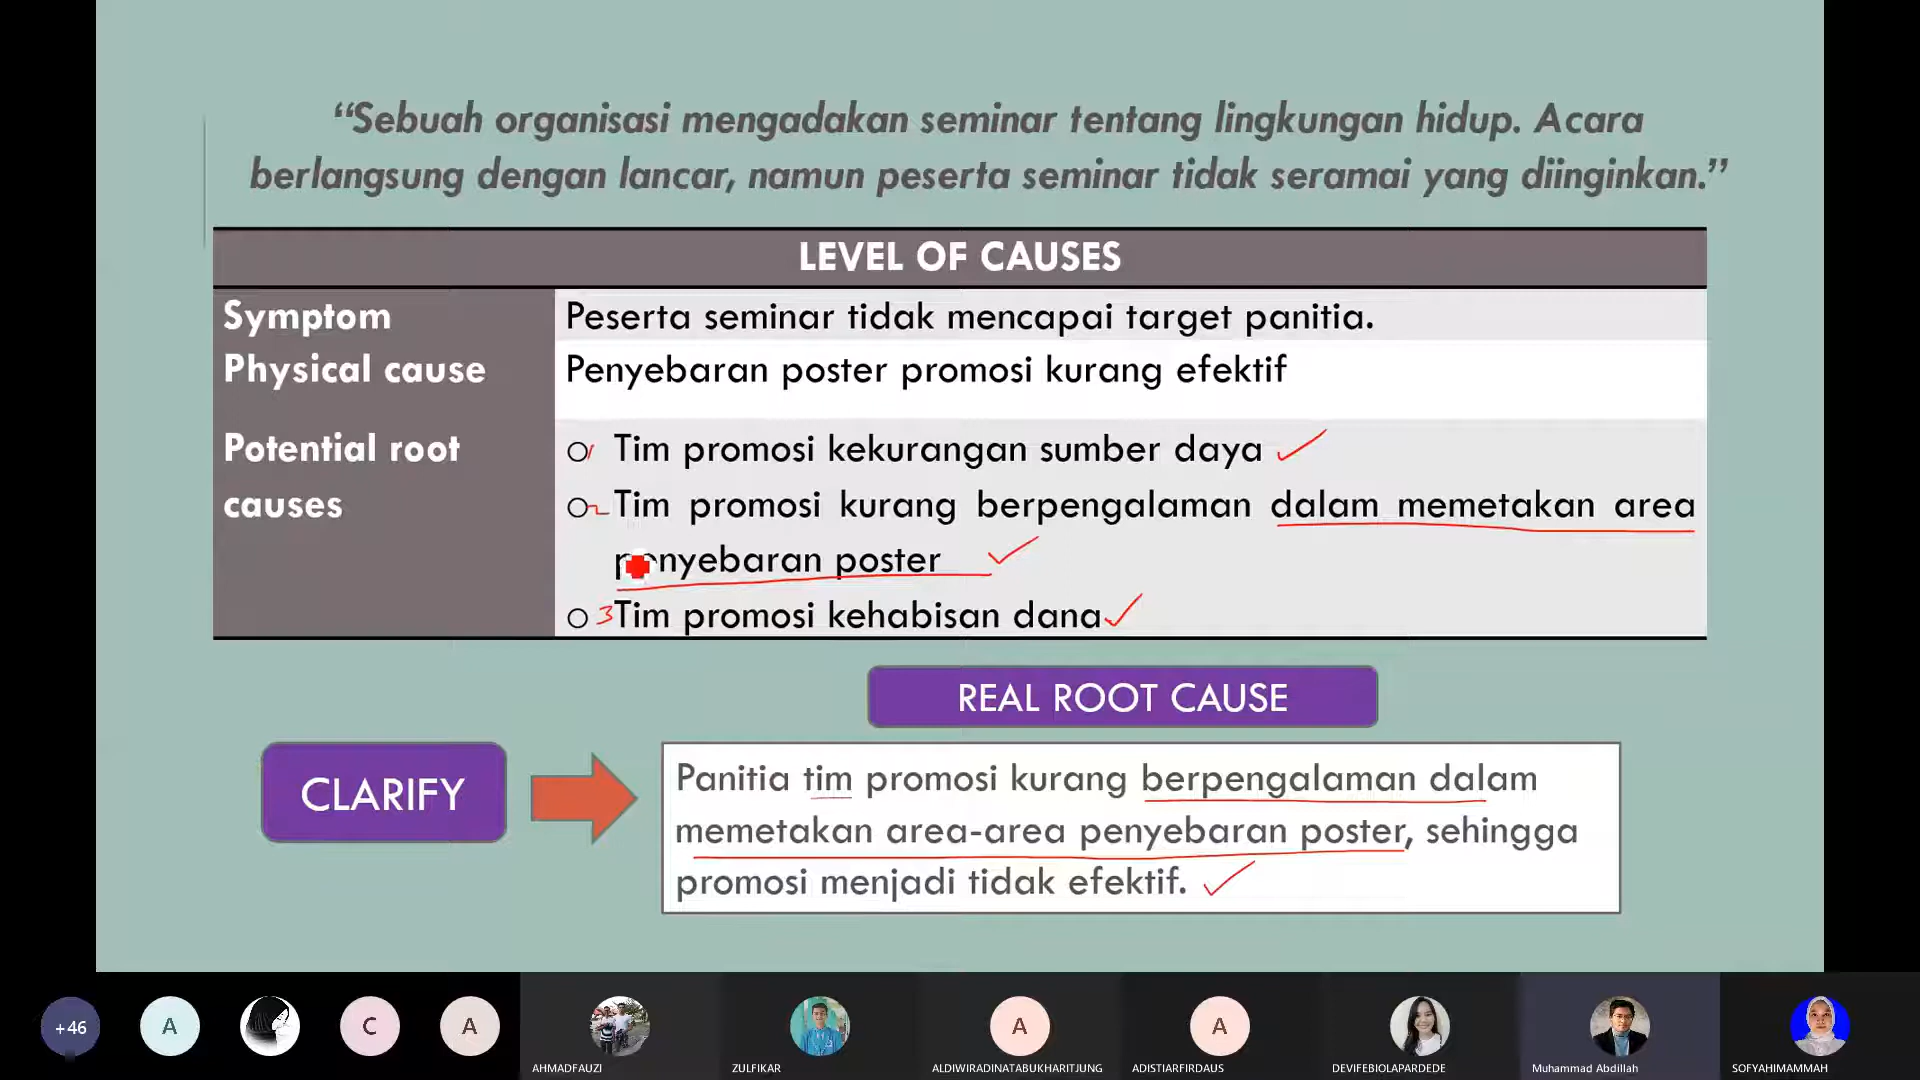 “Sebuah organisasi mengadakan seminar tentang lingkungan hidup. Acara
berlangsung dengan lancar, namun peserta seminar tidak seramai yang diinginkan.”
LEVEL OF CAUSES
Symptom
Peserta seminar tidak mencapai target panitia.
Physical cause
Penyebaran poster promosi kurang efektif
Potential root
causes
1 Tim promosi kekurangan sumber daya
2 Tim promosi kurang berpengalaman dalam memetakan area
penyebaran poster
3 Tim promosi kehabisan dana
REAL ROOT CAUSE
CLARIFY
Panitia tim promosi kurang berpengalaman dalam
memetakan area-area penyebaran poster, sehingga
promosi menjadi tidak efektif.
+46
A
C
A
A
A
AHMADFAUZI
ZULFIKAR
ALDIWIRADINATABUKHARITJUNG
ADISTIARFIRDAUS
DEVIFEBIOLAPARDEDE
Muhammad Abdillah
SOFYAHIMAMMAH